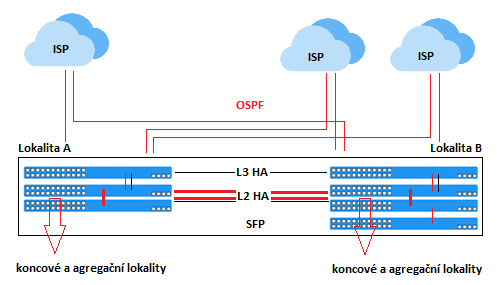 ISP
ISP
ISP
OSPF
Lokalita A
Lokalita B
L3 HA
L2 HA
SFP
koncové a agregační lokality
koncové a agregační lokality